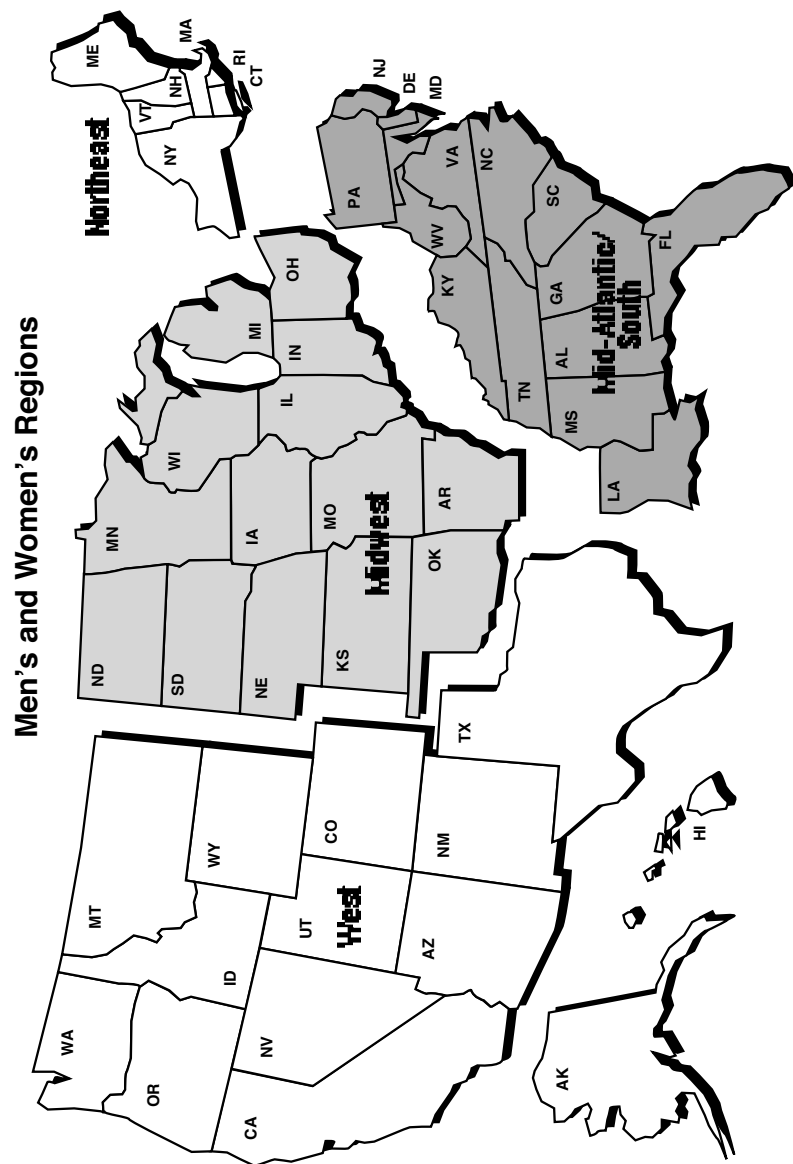 Men's and Women's Regions
WA
OR
CA
NV
ID
MT
WY
UT
West
CO
AZ
NM
AK
HI
TX
ND
SD
NE
KS
OK
MN
IA
MO
AR
Midwest
WI
IL
MI
IN
OH
Northeast
NY
VT
NH
ME
MA
RI
CT
PA
NJ
DE
MD
WV
VA
KY
NC
TN
SC
GA
AL
MS
LA
FL
Mid-Atlantic/
South